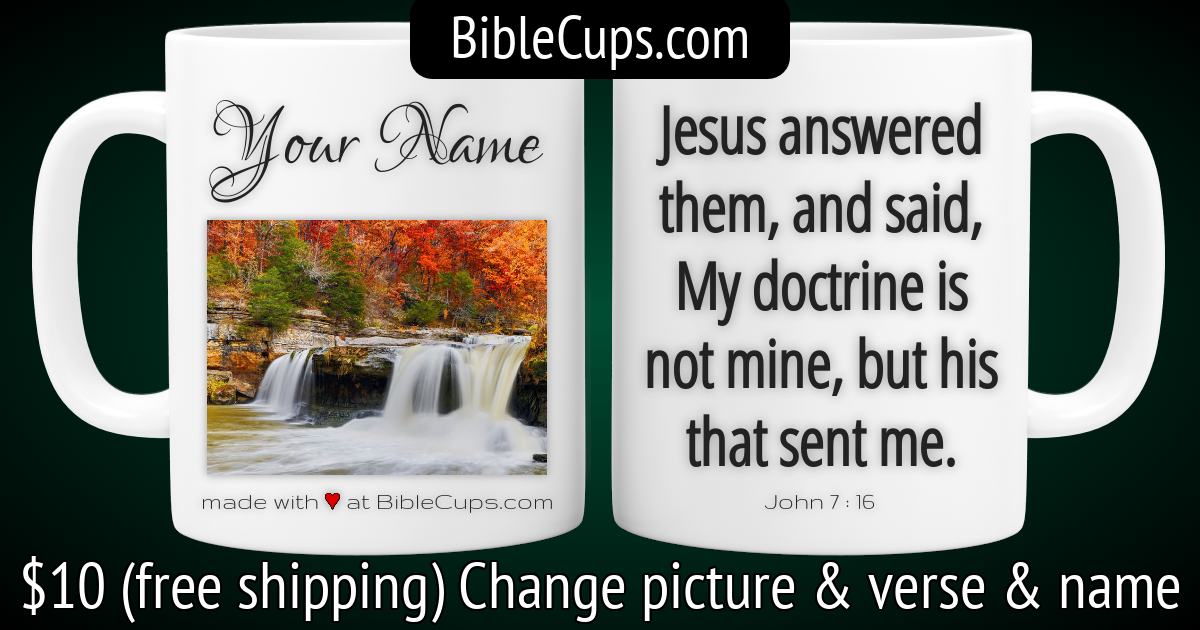 BibleCups.com
Your Name
made with ♥ at BibleCups.com
Jesus answered
them, and said,
My doctrine is
not mine, but his
that sent me.
John 7 : 16
$10 (free shipping) Change picture & verse & name